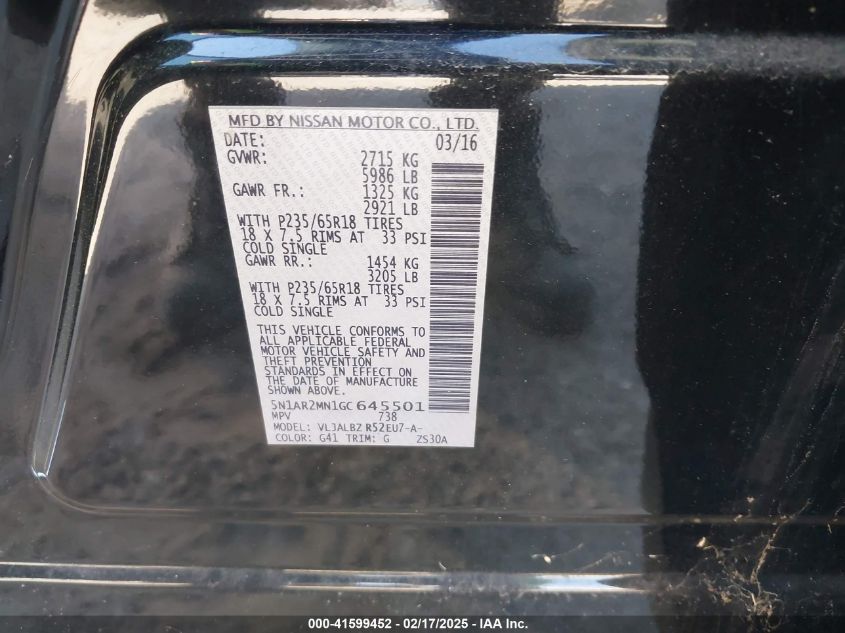 MFD BY NISSAN MOTOR CO., LTD.
DATE: 03/16
GVWR: 2715 KG
5986 LB
GAWR FR.: 1325 KG
2921 LB
WITH P235/65R18 TIRES
18 X 7.5 RIMS AT 33 PSI
COLD SINGLE
GAWR RR.: 1454 KG
3205 LB
WITH P235/65R18 TIRES
18 X 7.5 RIMS AT 33 PSI
COLD SINGLE
THIS VEHICLE CONFORMS TO
ALL APPLICABLE FEDERAL
MOTOR VEHICLE SAFETY AND
THEFT PREVENTION
STANDARDS IN EFFECT ON
THE DATE OF MANUFACTURE
SHOWN ABOVE.
5N1AR2MN1GC 645501
MPV 738
MODEL: VLJALBZ R52EU7-A-
COLOR: G41 TRIM: G ZS30A
000-41599452 - 02/17/2025 - IAA Inc.